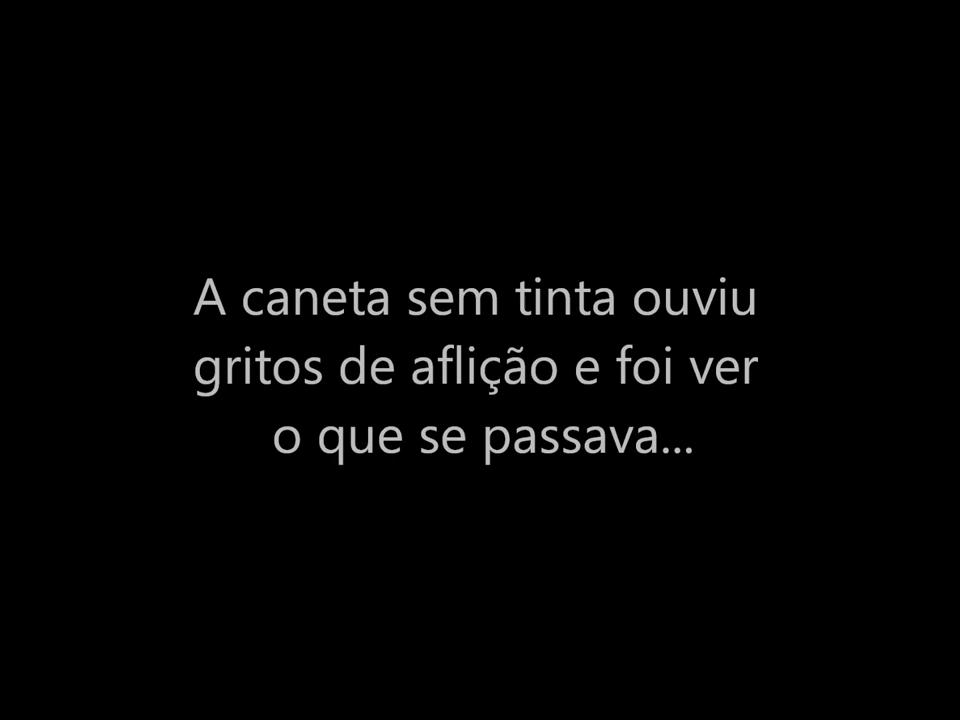 A caneta sem tinta ouviu
gritos de aflição e foi ver
o que se passava...